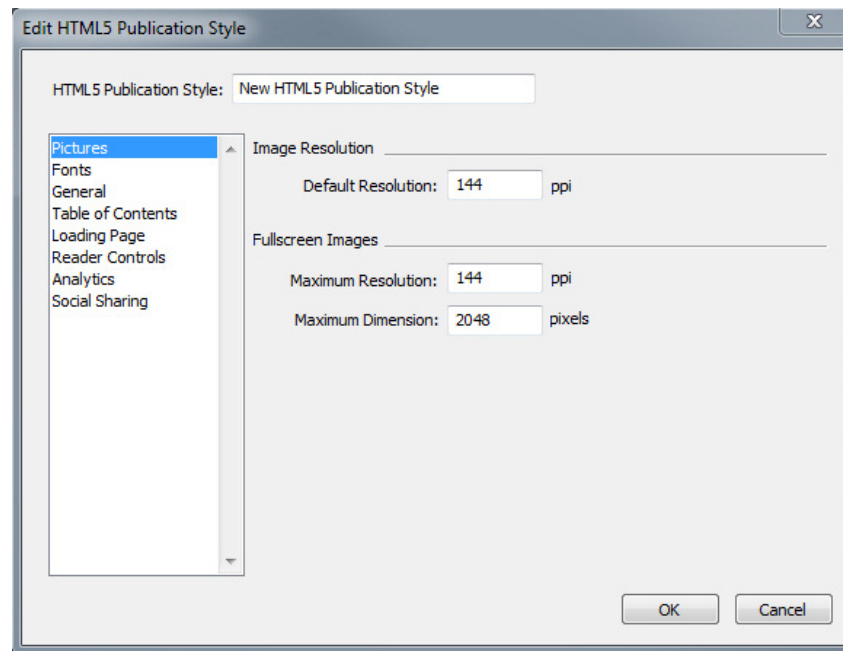 Edit HTML5 Publication Style
HTML5 Publication Style: New HTML5 Publication Style
Pictures
Fonts
General
Table of Contents
Loading Page
Reader Controls
Analytics
Social Sharing
Image Resolution
Default Resolution: 144 ppi
Fullscreen Images
Maximum Resolution: 144 ppi
Maximum Dimension: 2048 pixels
OK Cancel